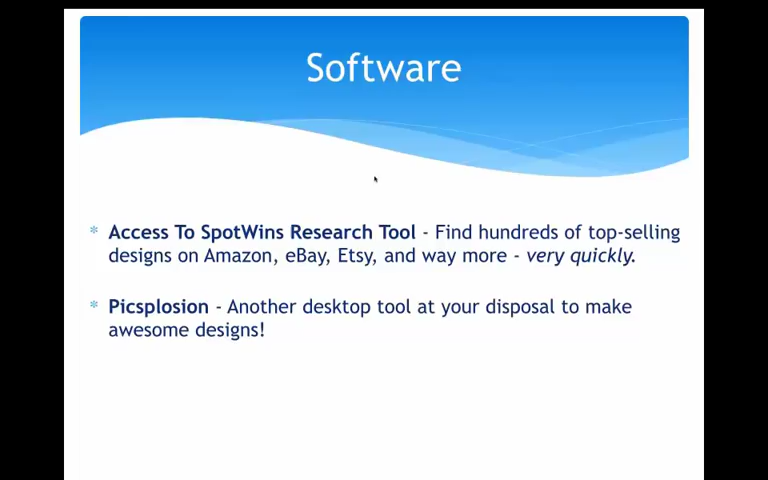 Software
* Access To SpotWins Research Tool - Find hundreds of top-selling
designs on Amazon, eBay, Etsy, and way more - very quickly.
* Picsplosion - Another desktop tool at your disposal to make
awesome designs!